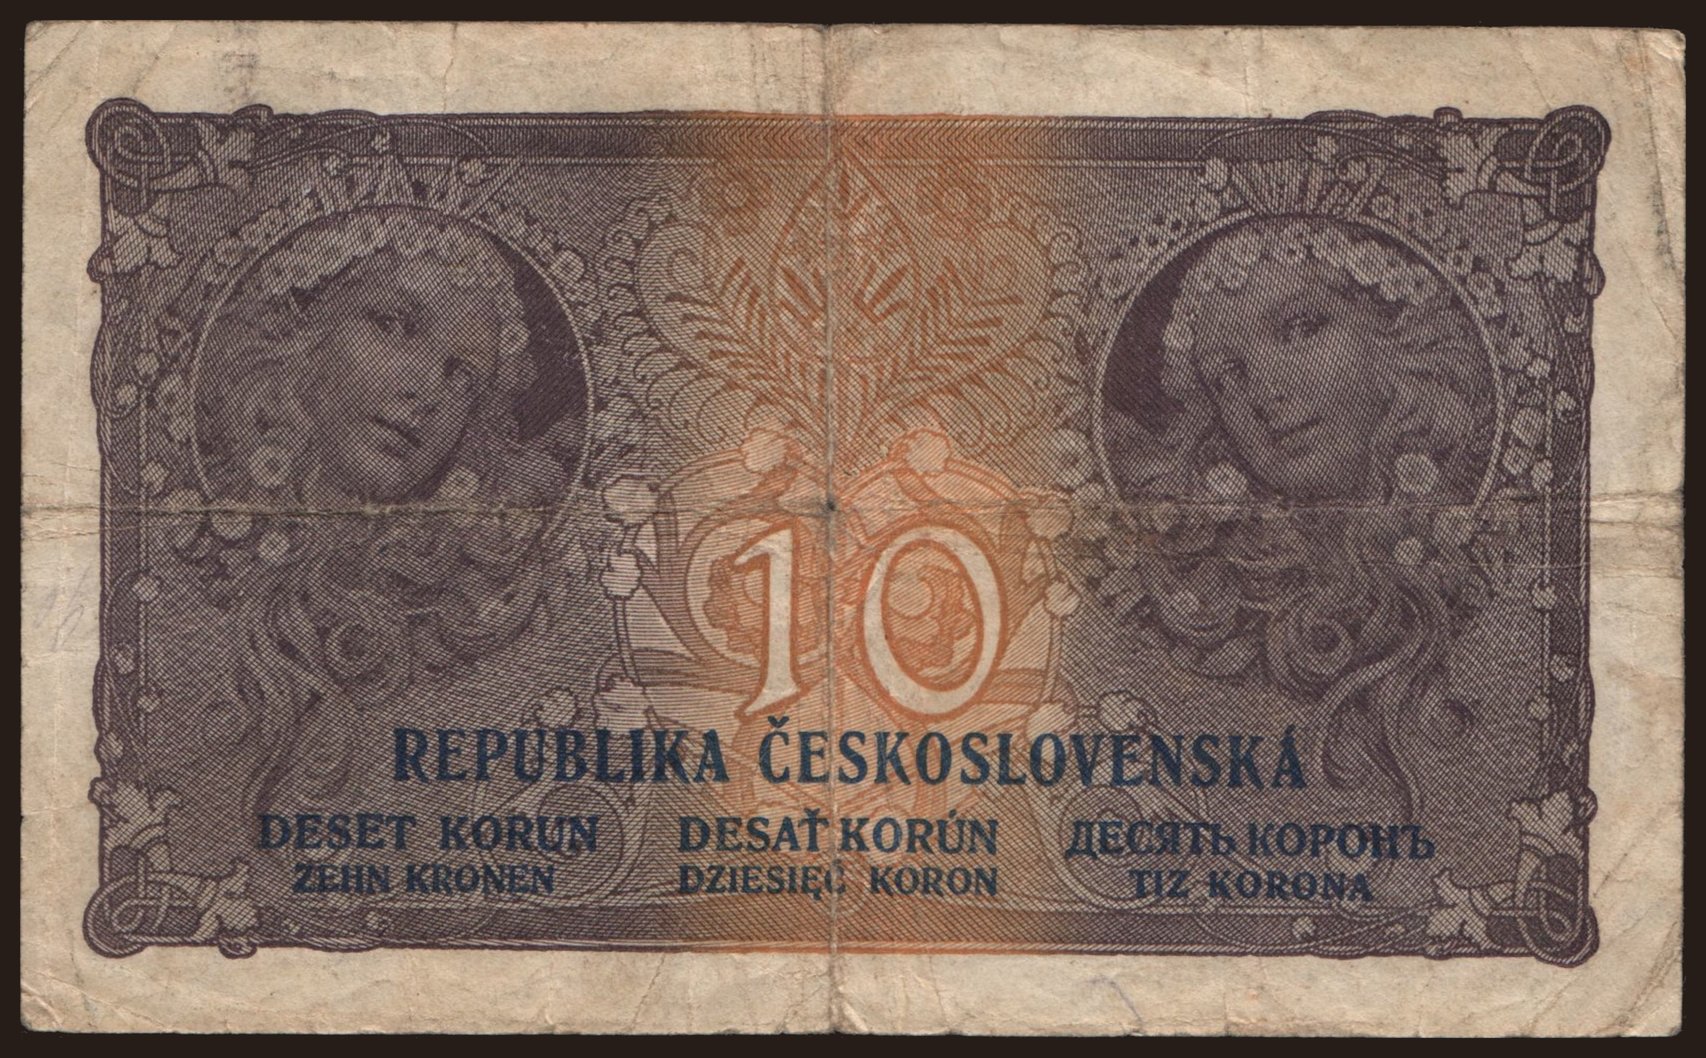 10
REPUBLIKA ČESKOSLOVENSKÁ
DESET KORUN DESAŤ KORÚN ДЕСЯТЬ КОРОНЪ
ZEHN KRONEN DZIESIĘĆ KORON TIZ KORONA